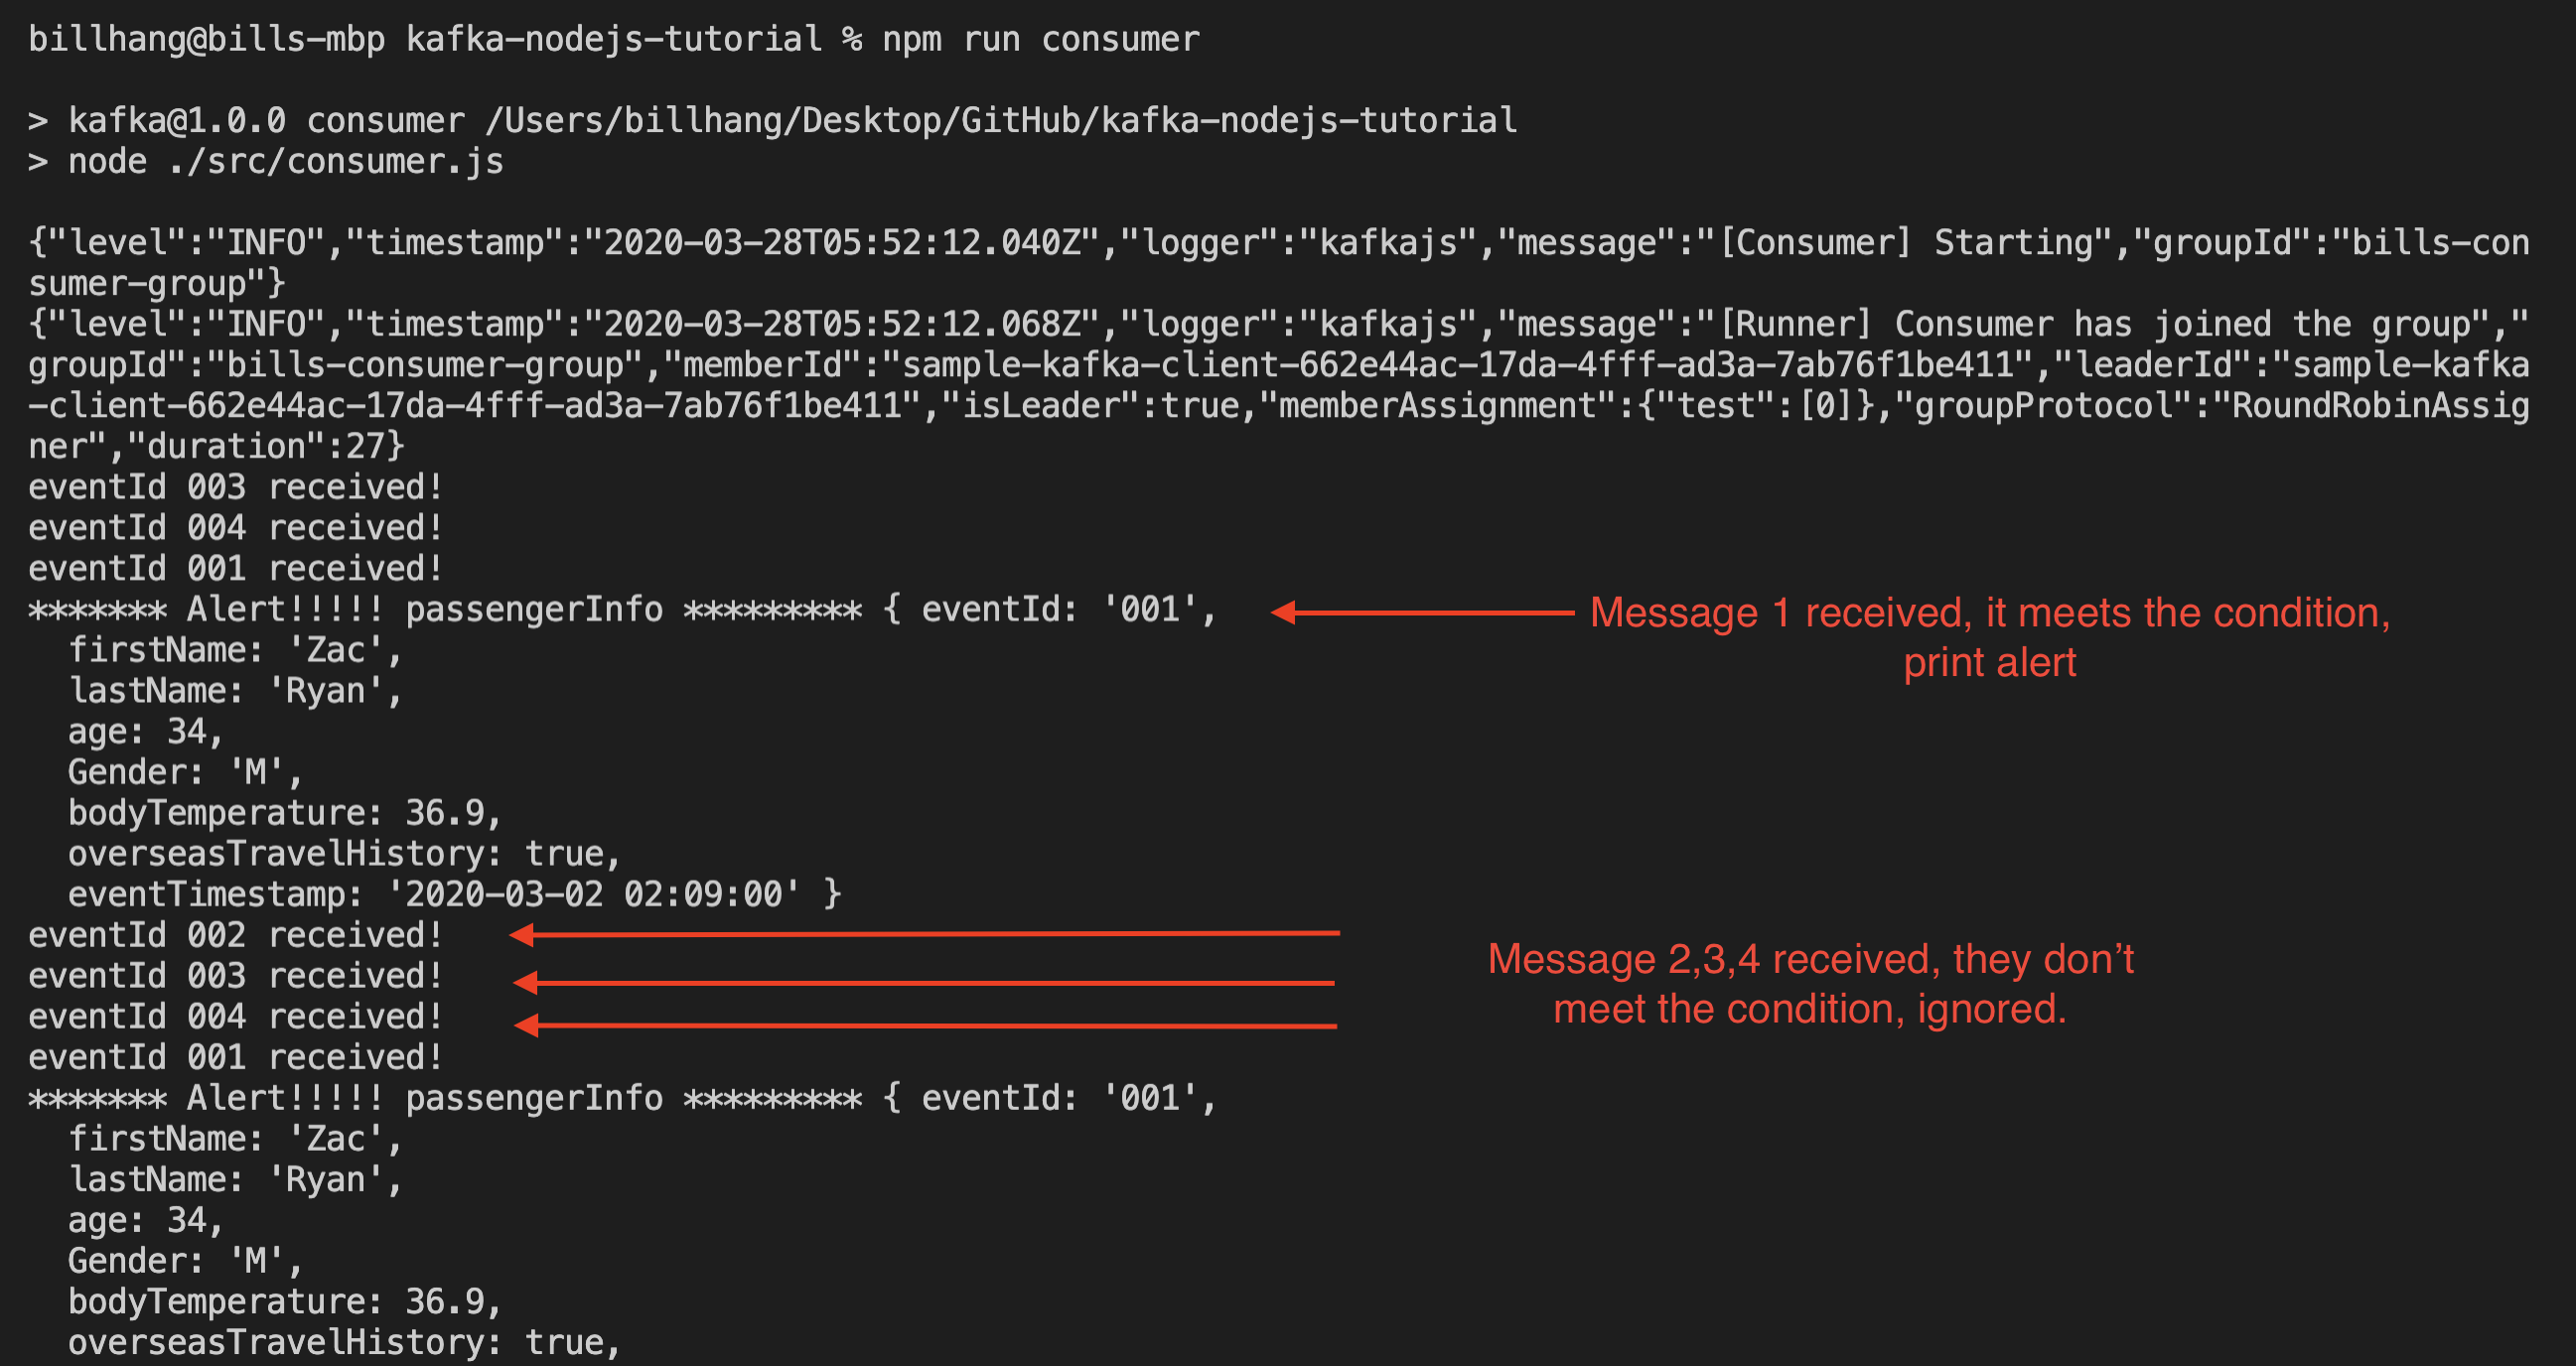 billhang@bills-mbp kafka-nodejs-tutorial % npm run consumer
> kafka@1.0.0 consumer /Users/billhang/Desktop/GitHub/kafka-nodejs-tutorial
> node ./src/consumer.js
{"level":"INFO","timestamp":"2020-03-28T05:52:12.040Z","logger":"kafkajs","message":"[Consumer] Starting","groupId":"bills-con
sumer-group"}
{"level":"INFO","timestamp":"2020-03-28T05:52:12.068Z","logger":"kafkajs","message":"[Runner] Consumer has joined the group","
groupId":"bills-consumer-group","memberId":"sample-kafka-client-662e44ac-17da-4fff-ad3a-7ab76f1be411","leaderId":"sample-kafka
-client-662e44ac-17da-4fff-ad3a-7ab76f1be411","isLeader":true,"memberAssignment":{"test":[0]},"groupProtocol":"RoundRobinAssig
ner","duration":27}
eventId 003 received!
eventId 004 received!
eventId 001 received!
******* Alert!!!!! passengerInfo ********* { eventId: '001',
Message 1 received, it meets the condition,
print alert
firstName: 'Zac',
lastName: 'Ryan',
age: 34,
Gender: 'M',
bodyTemperature: 36.9,
overseasTravelHistory: true,
eventTimestamp: '2020-03-02 02:09:00' }
eventId 002 received!
eventId 003 received!
eventId 004 received!
Message 2,3,4 received, they don’t
meet the condition, ignored.
eventId 001 received!
******* Alert!!!!! passengerInfo ********* { eventId: '001',
firstName: 'Zac',
lastName: 'Ryan',
age: 34,
Gender: 'M',
bodyTemperature: 36.9,
overseasTravelHistory: true,